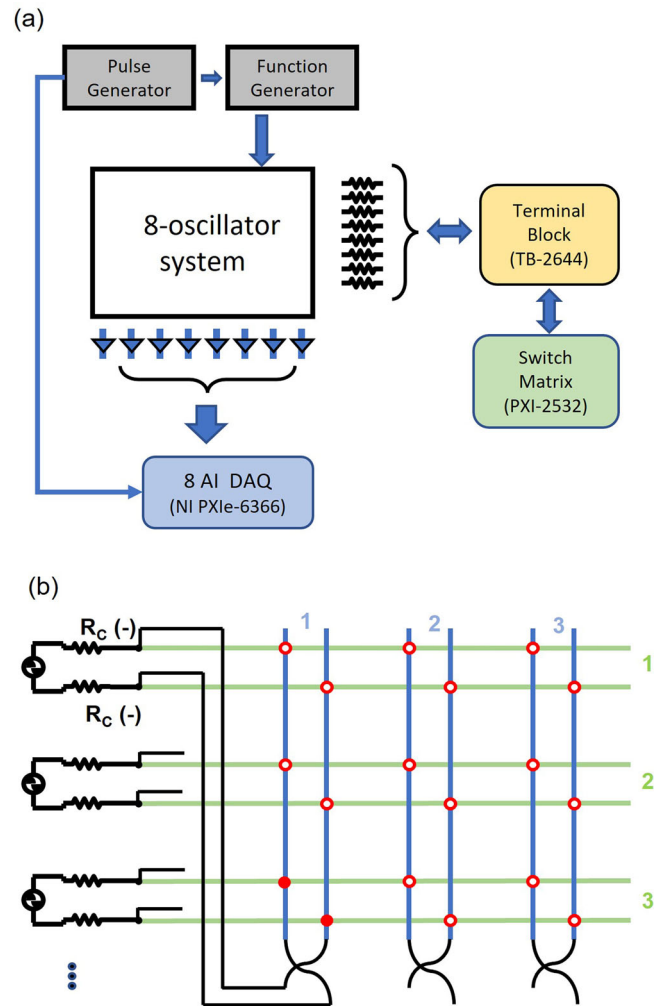 (a)
Pulse
Generator
Function
Generator
8-oscillator
system
Terminal
Block
(TB-2644)
Switch
Matrix
(PXI-2532)
8 AI DAQ
(NI PXIe-6366)
(b)
R_C (-)
1
2
3
1
R_C (-)
2
3